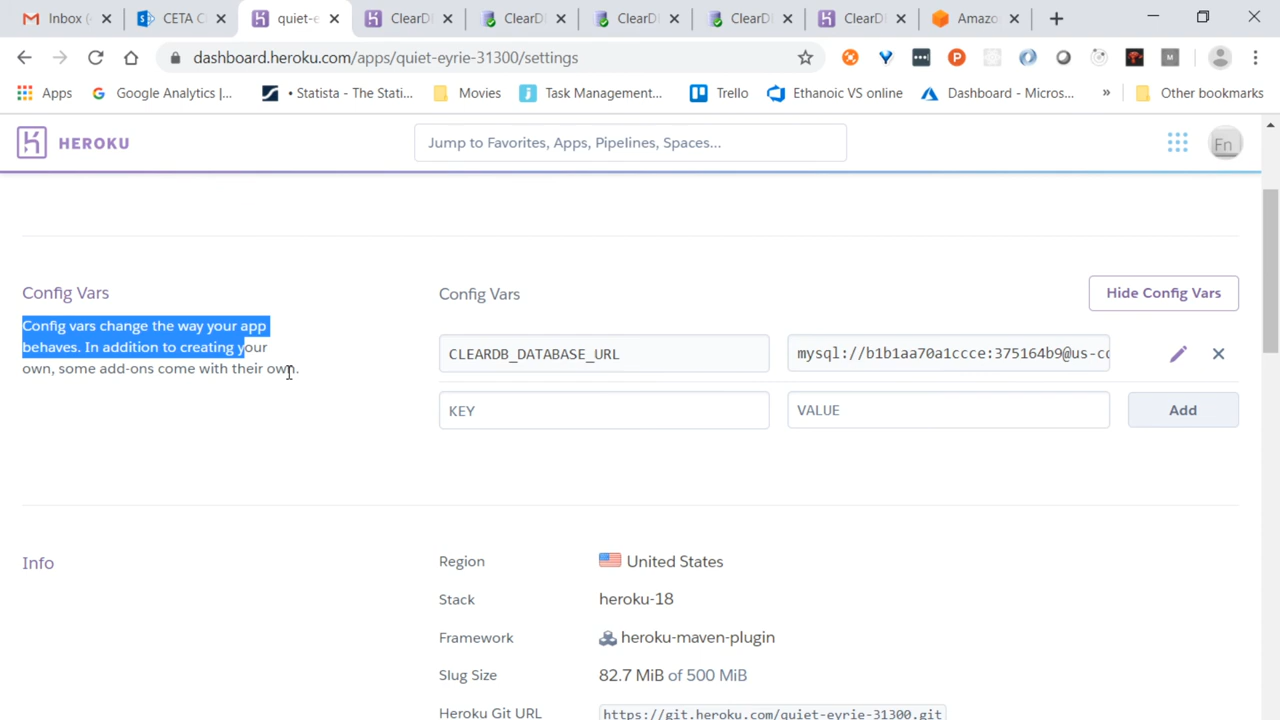 Inbox (
CETA C
quiet-e
ClearD
ClearD
ClearD
ClearD
ClearD
Amazo
dashboard.heroku.com/apps/quiet-eyrie-31300/settings
Apps
Google Analytics |...
• Statista - The Stati...
Movies
Task Management...
Trello
Ethanoic VS online
Dashboard - Micros...
»
Other bookmarks
HEROKU
Jump to Favorites, Apps, Pipelines, Spaces...
Fn
Config Vars
Config vars change the way your app
behaves. In addition to creating your
own, some add-ons come with their own.
Config Vars
Hide Config Vars
CLEARDB_DATABASE_URL
mysql://b1b1aa70a1ccce:375164b9@us-cc
KEY
VALUE
Add
Info
Region
United States
Stack
heroku-18
Framework
heroku-maven-plugin
Slug Size
82.7 MiB of 500 MiB
Heroku Git URL
https://git.heroku.com/quiet-eyrie-31300.git